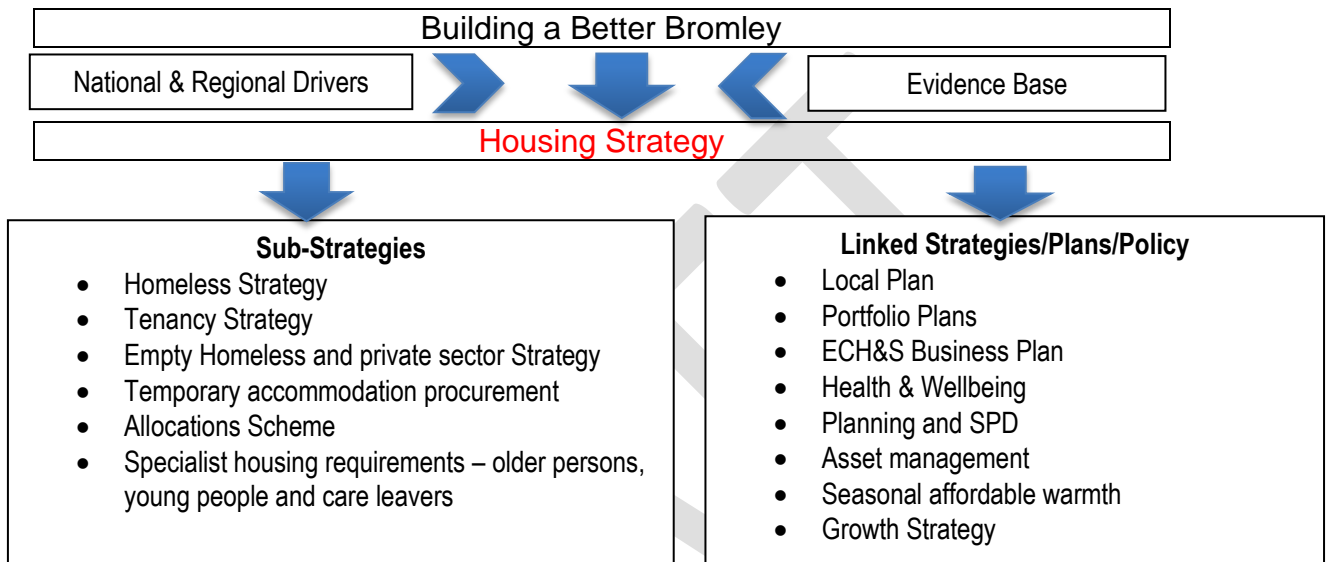 Building a Better Bromley
National & Regional Drivers
Evidence Base
Housing Strategy
Sub-Strategies
• Homeless Strategy
• Tenancy Strategy
• Empty Homeless and private sector Strategy
• Temporary accommodation procurement
• Allocations Scheme
• Specialist housing requirements – older persons,
young people and care leavers
Linked Strategies/Plans/Policy
• Local Plan
• Portfolio Plans
• ECH&S Business Plan
• Health & Wellbeing
• Planning and SPD
• Asset management
• Seasonal affordable warmth
• Growth Strategy